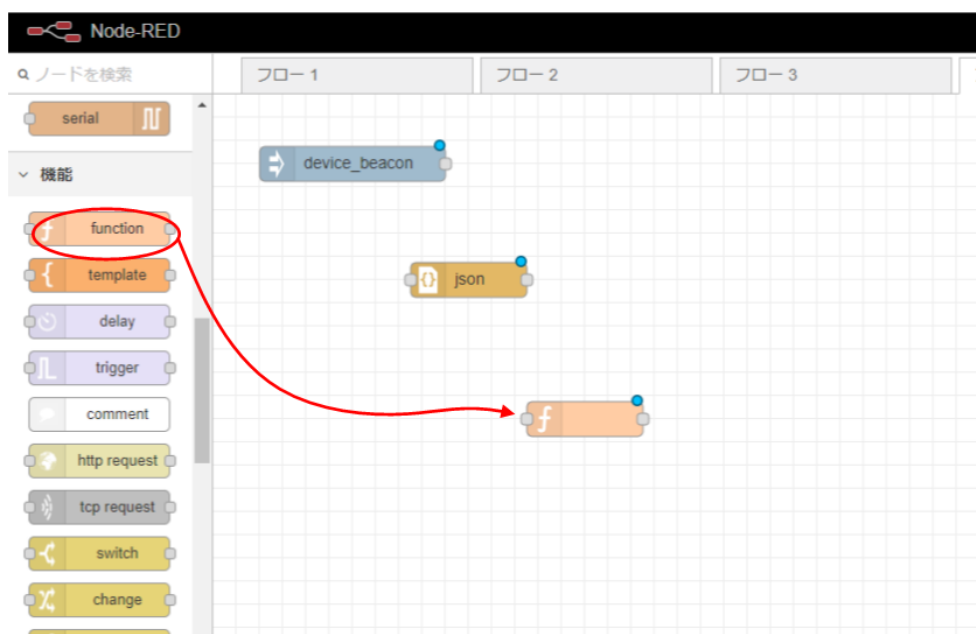 Node-RED
ノードを検索
フロー 1
フロー 2
フロー 3
serial
機能
function
template
delay
trigger
comment
http request
tcp request
switch
change
device_beacon
json